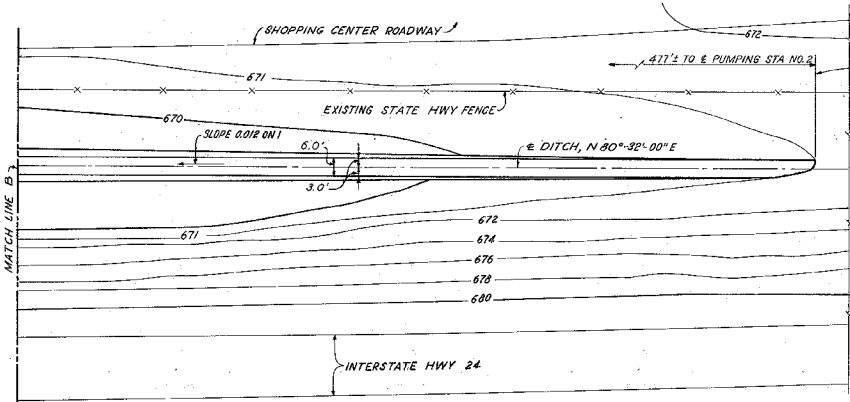 SHOPPING CENTER ROADWAY
672
671
477'± TO ℄ PUMPING STA NO.2
EXISTING STATE HWY FENCE
670
SLOPE 0.012 ON 1
6.0'
℄ DITCH, N 80°-32'-00" E
3.0'
MATCH LINE B
671
672
674
676
678
680
INTERSTATE HWY 24